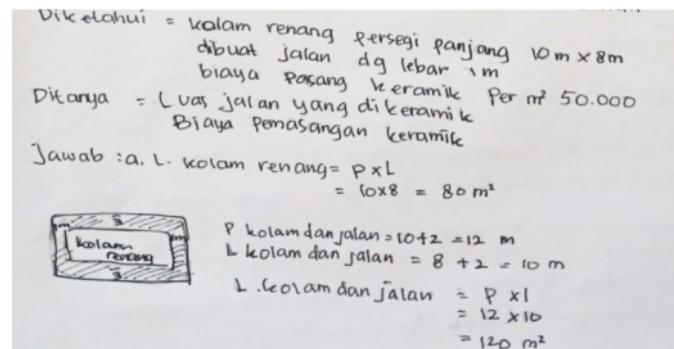 Diketahui = kolam renang persegi panjang 10 m x 8 m
dibuat jalan dg lebar 1 m
biaya pasang keramik Per m² 50.000
Ditanya = Luas jalan yang dikeramik
Biaya pemasangan keramik
Jawab : a. L. kolam renang = P x L
= 10x8 = 80 m²
kolam
renang
P kolam dan jalan = 10+2 = 12 m
L kolam dan jalan = 8 + 2 = 10 m
L. kolam dan jalan = P x l
= 12 x 10
= 120 m²